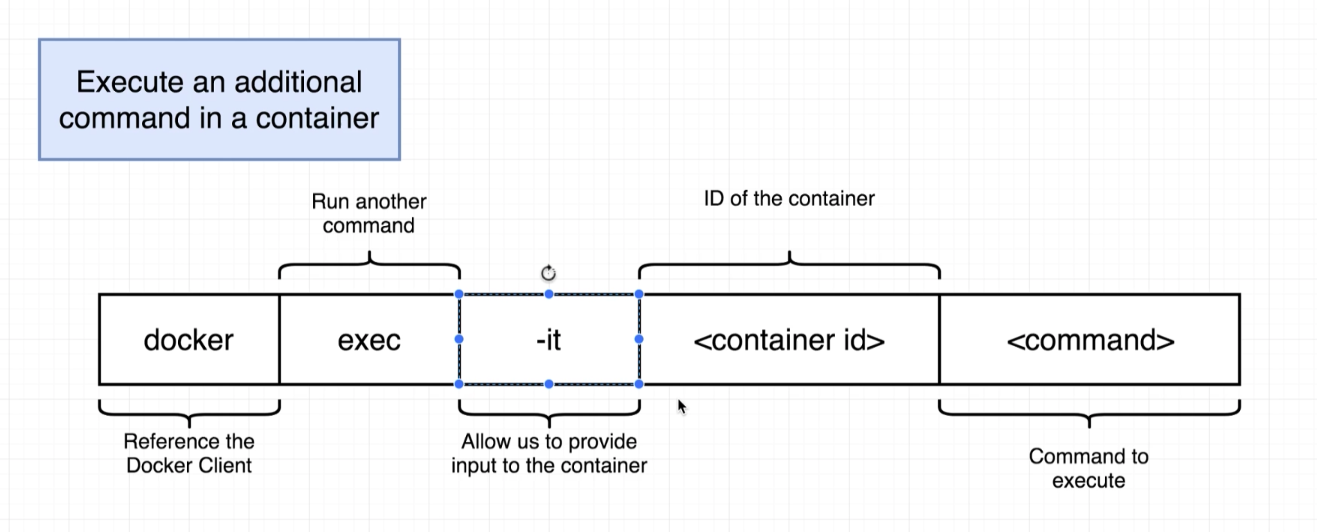 Execute an additional
command in a container
Run another
command
ID of the container
docker
exec
-it
<container id>
<command>
Reference the
Docker Client
Allow us to provide
input to the container
Command to
execute